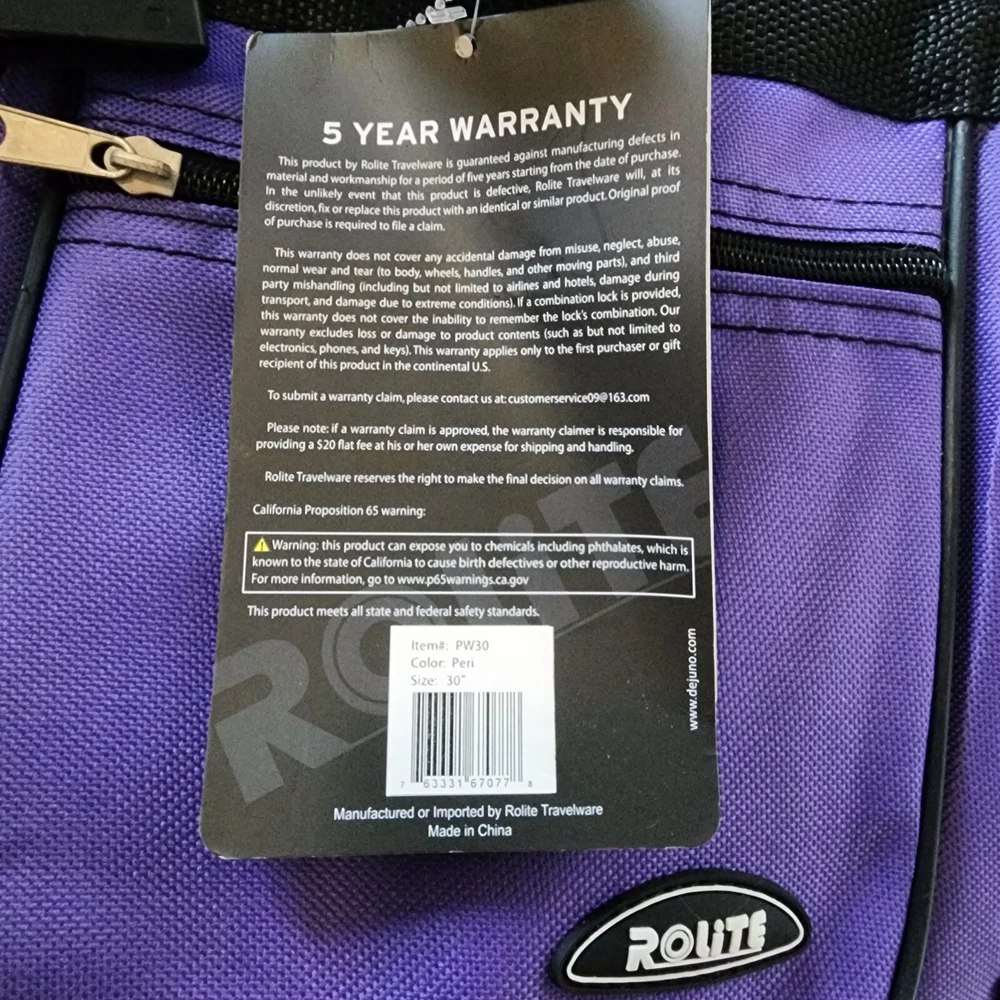 5 YEAR WARRANTY
This product by Rolite Travelware is guaranteed against manufacturing defects in
material and workmanship for a period of five years starting from the date of purchase.
In the unlikely event that this product is defective, Rolite Travelware will, at its
discretion, fix or replace this product with an identical or similar product. Original proof
of purchase is required to file a claim.
This warranty does not cover any accidental damage from misuse, neglect, abuse,
normal wear and tear (to body, wheels, handles, and other moving parts), and third
party mishandling (including but not limited to airlines and hotels, damage during
transport, and damage due to extreme conditions). If a combination lock is provided,
this warranty does not cover the inability to remember the lock's combination. Our
warranty excludes loss or damage to product contents (such as but not limited to
electronics, phones, and keys). This warranty applies only to the first purchaser or gift
recipient of this product in the continental U.S.
To submit a warranty claim, please contact us at: customerservice09@163.com
Please note: if a warranty claim is approved, the warranty claimer is responsible for
providing a $20 flat fee at his or her own expense for shipping and handling.
Rolite Travelware reserves the right to make the final decision on all warranty claims.
California Proposition 65 warning:
Warning: this product can expose you to chemicals including phthalates, which is
known to the state of California to cause birth defectives or other reproductive harm.
For more information, go to www.p65warnings.ca.gov
This product meets all state and federal safety standards.
Item#: PW30
Color: Peri
Size: 30"
7 63331 67077 8
www.dejuno.com
Manufactured or Imported by Rolite Travelware
Made in China
ROLiTE
ROLiTE